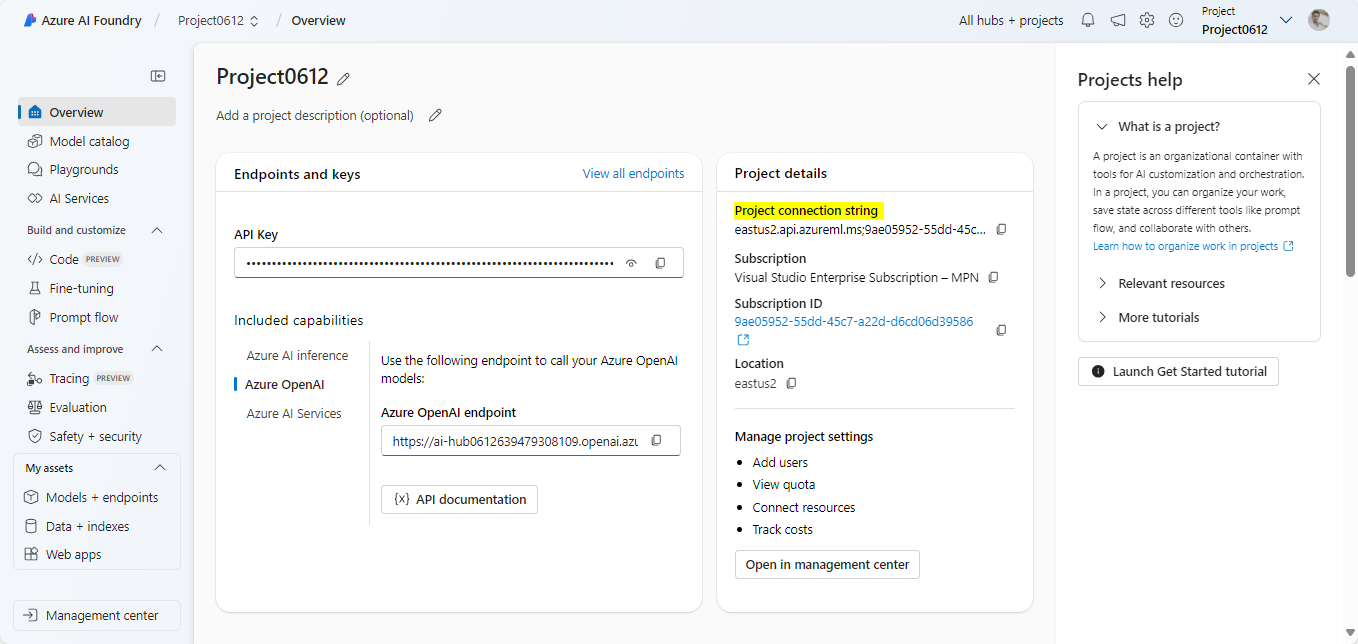 Azure AI Foundry / Project0612 / Overview
All hubs + projects
Project
Project0612
Overview
Model catalog
Playgrounds
AI Services
Build and customize
Code PREVIEW
Fine-tuning
Prompt flow
Assess and improve
Tracing PREVIEW
Evaluation
Safety + security
My assets
Models + endpoints
Data + indexes
Web apps
Management center
Project0612
Add a project description (optional)
Endpoints and keys
View all endpoints
API Key
Included capabilities
Azure AI inference
Azure OpenAI
Azure AI Services
Use the following endpoint to call your Azure OpenAI
models:
Azure OpenAI endpoint
https://ai-hub0612639479308109.openai.azu
{x} API documentation
Project details
Project connection string
eastus2.api.azureml.ms;9ae05952-55dd-45c...
Subscription
Visual Studio Enterprise Subscription – MPN
Subscription ID
9ae05952-55dd-45c7-a22d-d6cd06d39586
Location
eastus2
Manage project settings
• Add users
• View quota
• Connect resources
• Track costs
Open in management center
Projects help
What is a project?
A project is an organizational container with
tools for AI customization and orchestration.
In a project, you can organize your work,
save state across different tools like prompt
flow, and collaborate with others.
Learn how to organize work in projects
Relevant resources
More tutorials
Launch Get Started tutorial